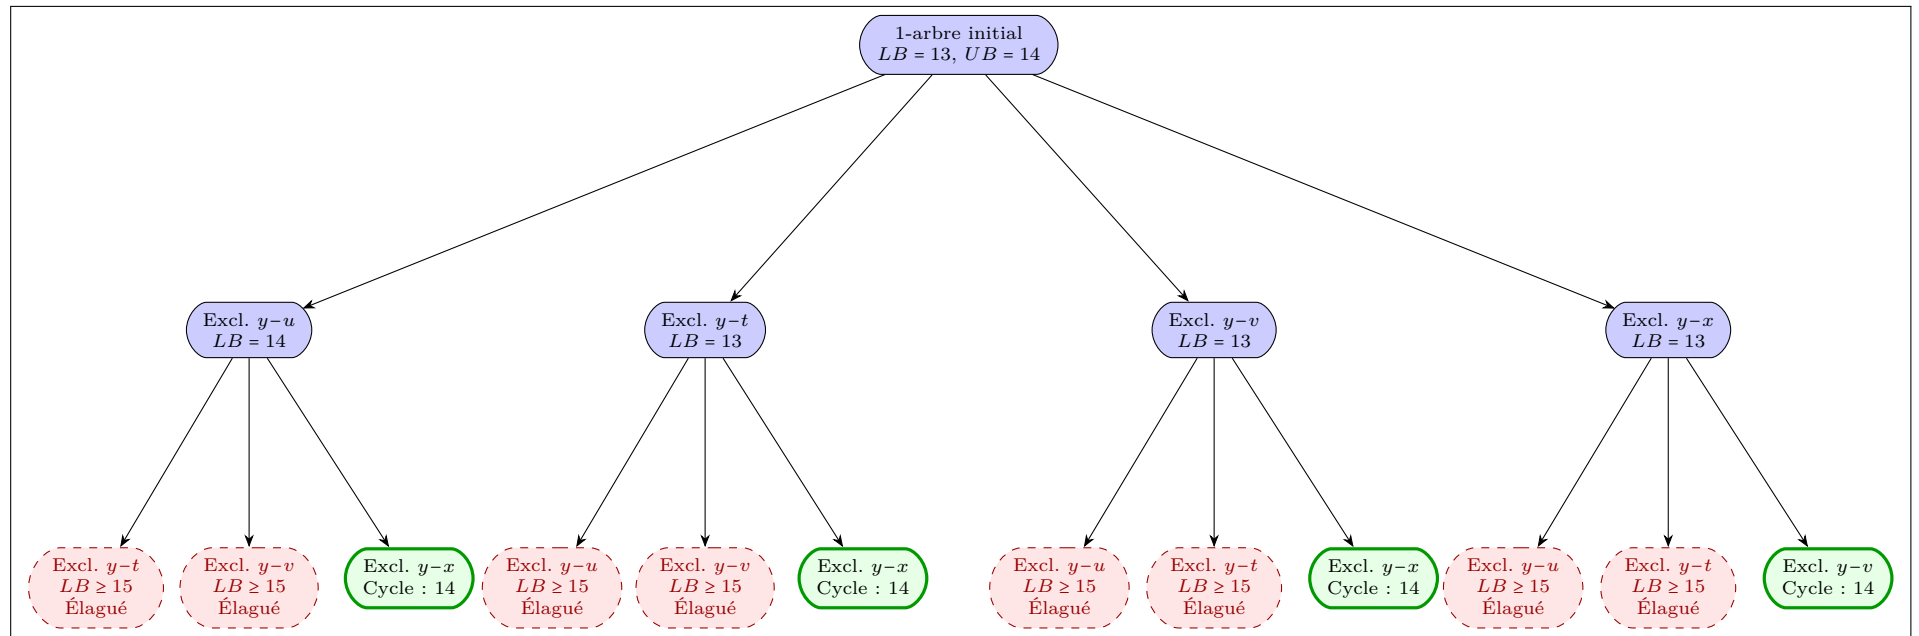 1-arbre initial
LB = 13, UB = 14
Excl. y−u
LB = 14
Excl. y−t
LB = 13
Excl. y−v
LB = 13
Excl. y−x
LB = 13
Excl. y−t
LB ≥ 15
Élagué
Excl. y−v
LB ≥ 15
Élagué
Excl. y−x
Cycle : 14
Excl. y−u
LB ≥ 15
Élagué
Excl. y−v
LB ≥ 15
Élagué
Excl. y−x
Cycle : 14
Excl. y−u
LB ≥ 15
Élagué
Excl. y−t
LB ≥ 15
Élagué
Excl. y−x
Cycle : 14
Excl. y−u
LB ≥ 15
Élagué
Excl. y−t
LB ≥ 15
Élagué
Excl. y−v
Cycle : 14